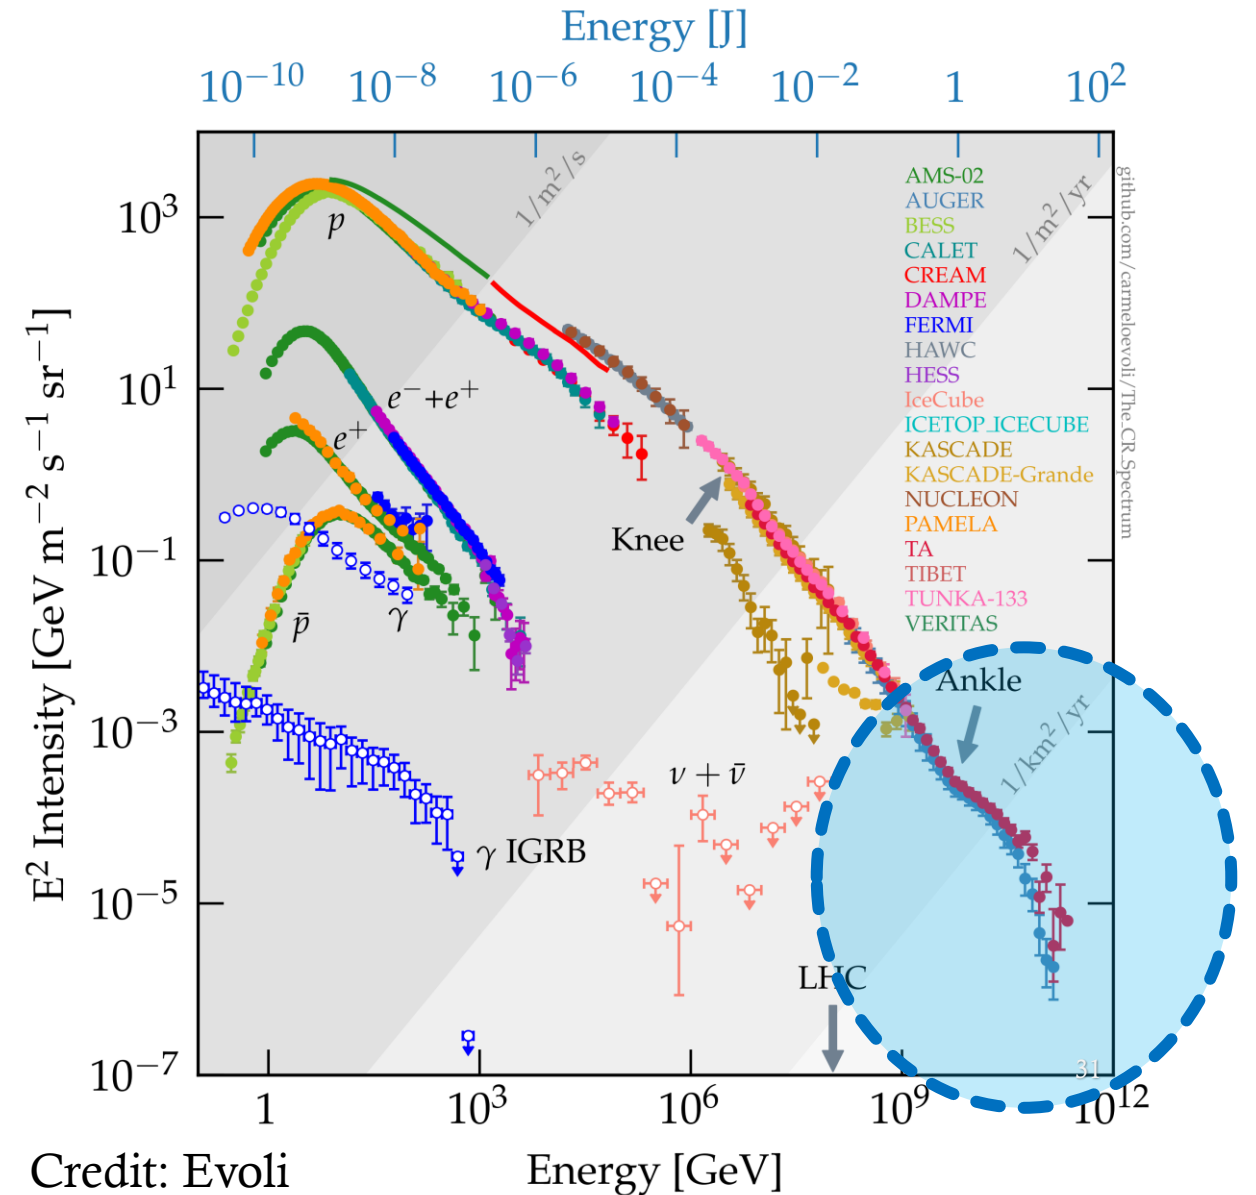 Energy [J]
10⁻¹⁰ 10⁻⁸ 10⁻⁶ 10⁻⁴ 10⁻² 1 10²
E² Intensity [GeV m⁻² s⁻¹ sr⁻¹]
10³
10¹
10⁻¹
10⁻³
10⁻⁵
10⁻⁷
1/m²/s
1/m²/yr
1/km²/yr
p
e⁻+e⁺
e⁺
p̄
γ
γ IGRB
ν + ν̄
Knee
Ankle
LHC
AMS-02
AUGER
BESS
CALET
CREAM
DAMPE
FERMI
HAWC
HESS
IceCube
ICETOP_ICECUBE
KASCADE
KASCADE-Grande
NUCLEON
PAMELA
TA
TIBET
TUNKA-133
VERITAS
github.com/carmeloevoli/The_CR_Spectrum
31
1 10³ 10⁶ 10⁹ 10¹²
Energy [GeV]
Credit: Evoli